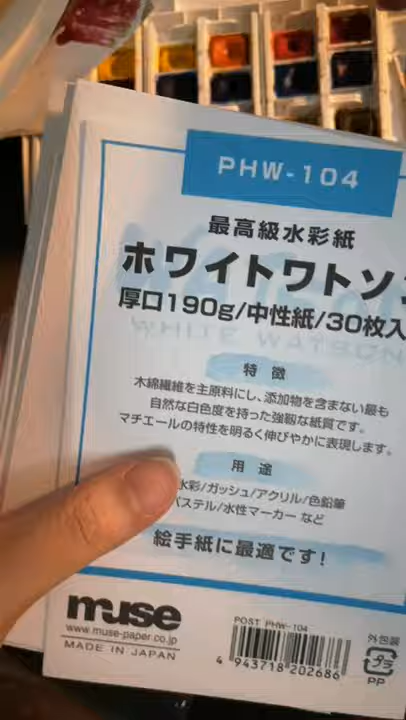 PHW-104
最高級水彩紙
ホワイトワトソ
厚口190g/中性紙/30枚入
WHITE WATSON
特徴
木綿繊維を主原料にし、添加物を含まない最も
自然な白色度を持った強靱な紙質です。
マチエールの特性を明るく伸びやかに表現します。
用途
水彩/ガッシュ/アクリル/色鉛筆
パステル/水性マーカー など
絵手紙に最適です!
muse
www.muse-paper.co.jp
MADE IN JAPAN
POST PHW-104
4 943718 202686
外包装
プラ
PP